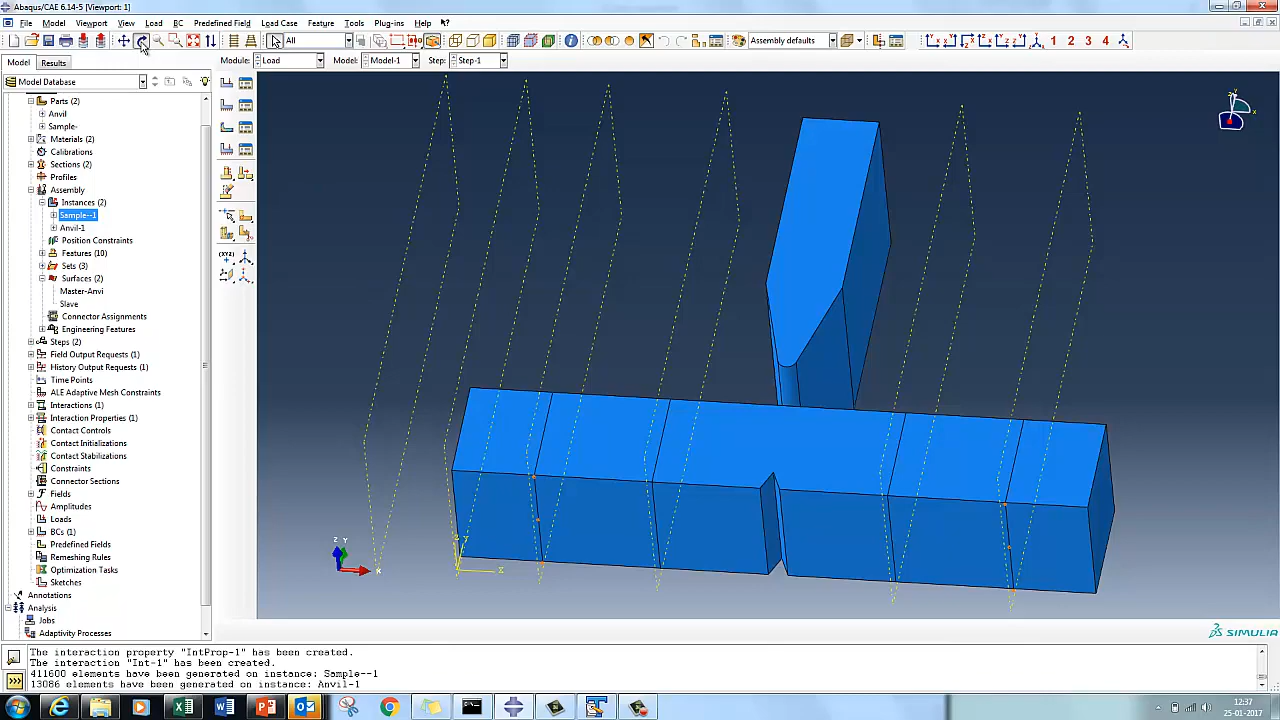 Abaqus/CAE 6.14-5 [Viewport: 1]
File Model Viewport View Load BC Predefined Field Load Case Feature Tools Plug-ins Help
All
Assembly defaults
1 2 3 4
Model Results
Module: Load Model: Model-1 Step: Step-1
Model Database
Parts (2)
Anvil
Sample-
Materials (2)
Calibrations
Sections (2)
Profiles
Assembly
Instances (2)
Sample--1
Anvil-1
Position Constraints
Features (10)
Sets (3)
Surfaces (2)
Master-Anvi
Slave
Connector Assignments
Engineering Features
Steps (2)
Field Output Requests (1)
History Output Requests (1)
Time Points
ALE Adaptive Mesh Constraints
Interactions (1)
Interaction Properties (1)
Contact Controls
Contact Initializations
Contact Stabilizations
Constraints
Connector Sections
Fields
Amplitudes
Loads
BCs (1)
Predefined Fields
Remeshing Rules
Optimization Tasks
Sketches
Annotations
Analysis
Jobs
Adaptivity Processes
(XYZ)
Z Y
X
SIMULIA
The interaction property "IntProp-1" has been created.
The interaction "Int-1" has been created.
411600 elements have been generated on instance: Sample--1
13086 elements have been generated on instance: Anvil-1
12:37
25-01-2017